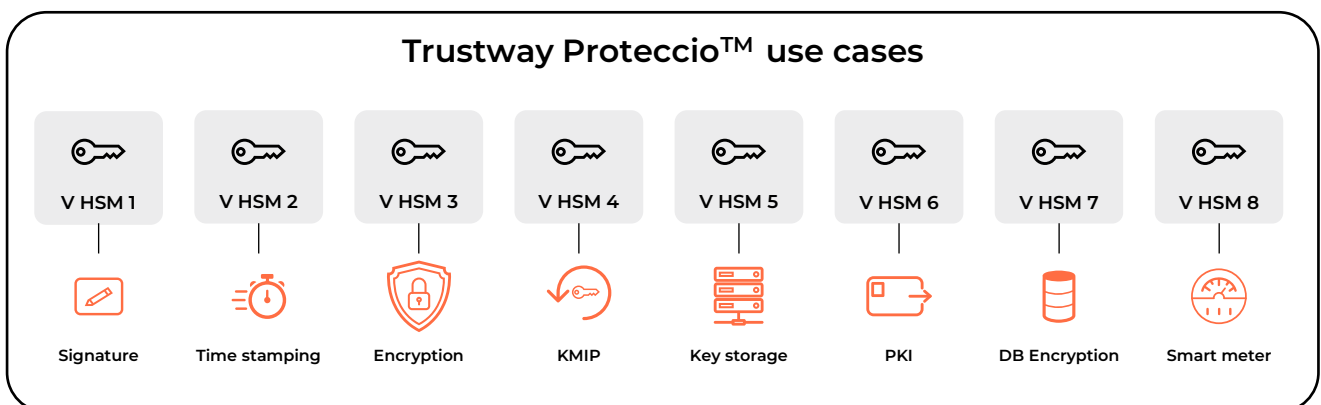 Trustway Proteccio™ use cases
V HSM 1 V HSM 2 V HSM 3 V HSM 4 V HSM 5 V HSM 6 V HSM 7 V HSM 8
Signature Time stamping Encryption KMIP Key storage PKI DB Encryption Smart meter